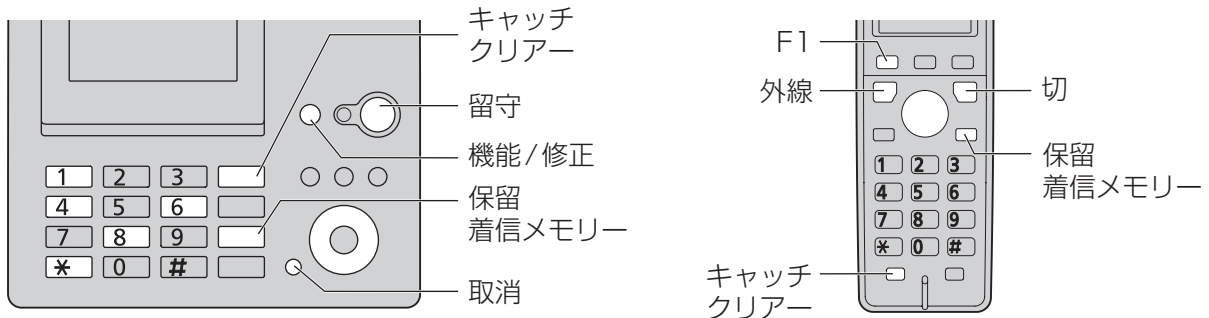 キャッチ
クリアー
留守
機能/修正
保留
着信メモリー
取消
1 2 3
4 5 6
7 8 9
* 0 #
F1
外線
切
保留
着信メモリー
1 2 3
4 5 6
7 8 9
* 0 #
キャッチ
クリアー